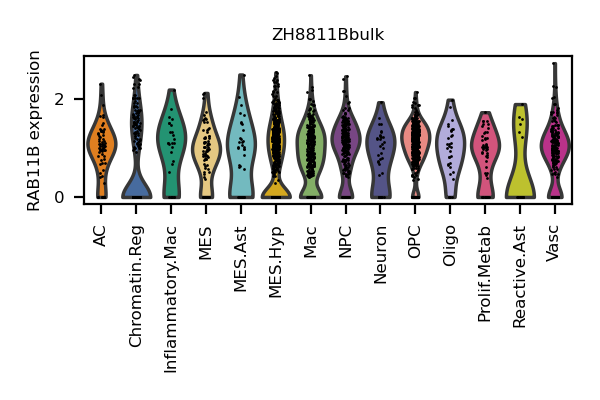 ZH8811Bbulk
RAB11B expression
2
0
AC
Chromatin.Reg
Inflammatory.Mac
MES
MES.Ast
MES.Hyp
Mac
NPC
Neuron
OPC
Oligo
Prolif.Metab
Reactive.Ast
Vasc